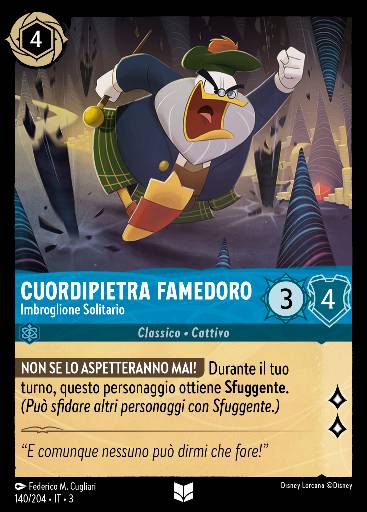 4
CUORDIPIETRA FAMEDORO
Imbroglione Solitario
3
4
Classico • Cattivo
NON SE LO ASPETTERANNO MAI! Durante il tuo
turno, questo personaggio ottiene Sfuggente.
(Può sfidare altri personaggi con Sfuggente.)
“E comunque nessuno può dirmi che fare!”
Federico M. Cugliari
Disney Lorcana ©Disney
140/204 • IT • 3